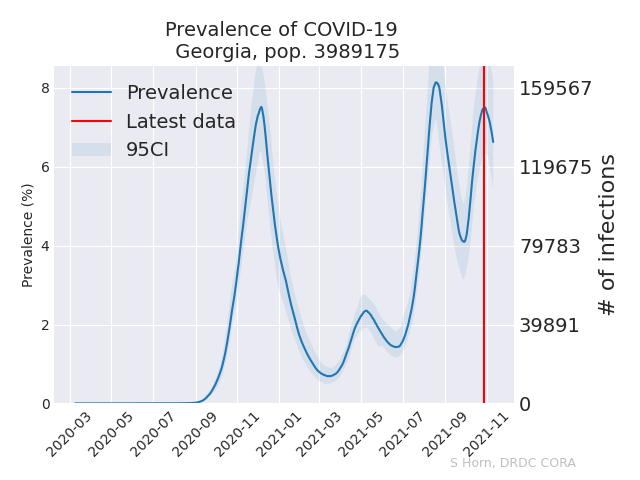 Prevalence of COVID-19
Georgia, pop. 3989175
Prevalence
Latest data
95CI
Prevalence (%)
8
6
4
2
0
159567
119675
79783
39891
0
# of infections
2020-03
2020-05
2020-07
2020-09
2020-11
2021-01
2021-03
2021-05
2021-07
2021-09
2021-11
S Horn, DRDC CORA